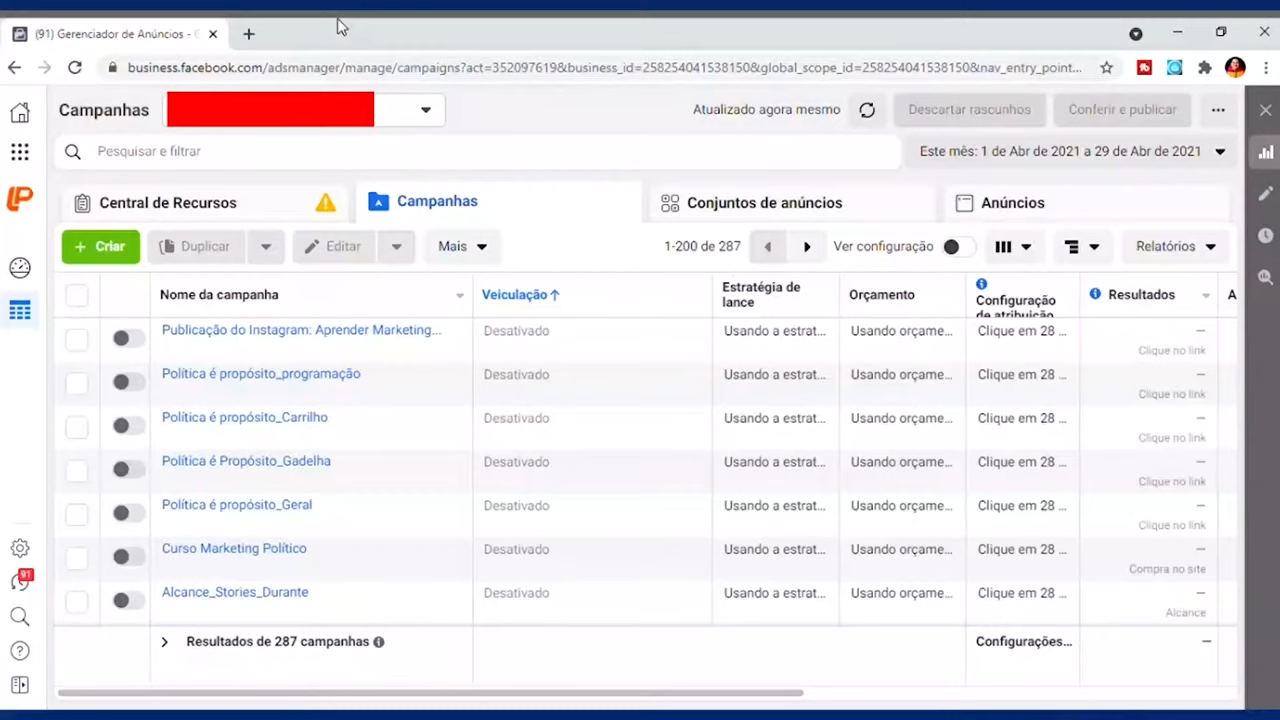 (91) Gerenciador de Anúncios -
business.facebook.com/adsmanager/manage/campaigns?act=352097619&business_id=258254041538150&global_scope_id=258254041538150&nav_entry_point...
Campanhas
Atualizado agora mesmo
Descartar rascunhos
Conferir e publicar
Pesquisar e filtrar
Este mês: 1 de Abr de 2021 a 29 de Abr de 2021
Central de Recursos
Campanhas
Conjuntos de anúncios
Anúncios
+ Criar
Duplicar
Editar
Mais
1-200 de 287
Ver configuração
Relatórios
Nome da campanha
Veiculação↑
Estratégia de
lance
Orçamento
Configuração
de atribuição
Resultados
A
Publicação do Instagram: Aprender Marketing... Desativado Usando a estrat... Usando orçame... Clique em 28 ... —
Clique no link
Política é propósito_programação Desativado Usando a estrat... Usando orçame... Clique em 28 ... —
Clique no link
Política é propósito_Carrilho Desativado Usando a estrat... Usando orçame... Clique em 28 ... —
Clique no link
Política é Propósito_Gadelha Desativado Usando a estrat... Usando orçame... Clique em 28 ... —
Clique no link
Política é propósito_Geral Desativado Usando a estrat... Usando orçame... Clique em 28 ... —
Clique no link
Curso Marketing Político Desativado Usando a estrat... Usando orçame... Clique em 28 ... —
Compra no site
Alcance_Stories_Durante Desativado Usando a estrat... Usando orçame... Clique em 28 ... —
Alcance
Resultados de 287 campanhas Configurações... —
91